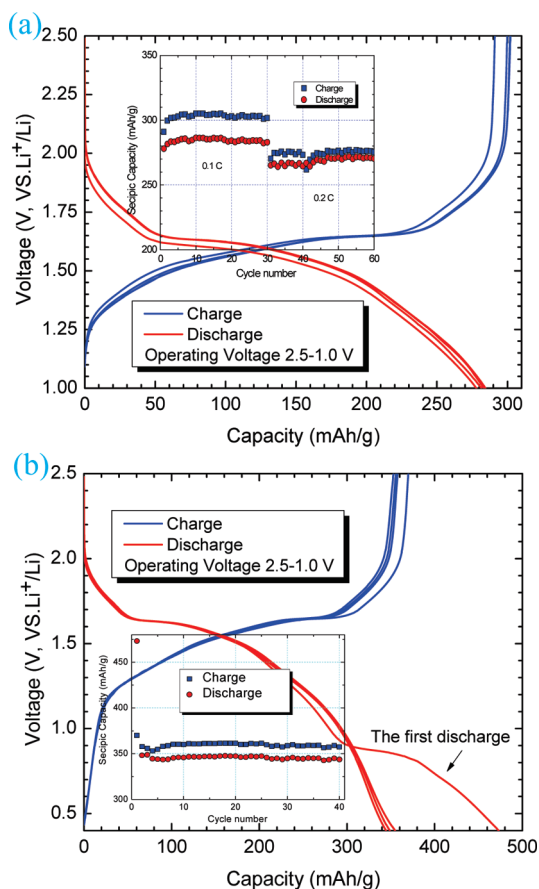 (a)
2.50
2.25
2.00
1.75
1.50
1.25
1.00
Voltage (V, VS.Li+/Li)
350
300
250
200
Secipic Capacity (mAh/g)
Charge
Discharge
0.1 C
0.2 C
0 10 20 30 40 50 60
Cycle number
Charge
Discharge
Operating Voltage 2.5-1.0 V
0 50 100 150 200 250 300
Capacity (mAh/g)
(b)
2.5
2.0
1.6
1.2
0.8
0.4
Voltage (V, VS.Li+/Li)
Charge
Discharge
Operating Voltage 2.5-1.0 V
450
400
350
300
Secipic Capacity (mAh/g)
Charge
Discharge
0 10 20 30 40
Cycle number
The first discharge
0 100 200 300 400 500
Capacity (mAh/g)